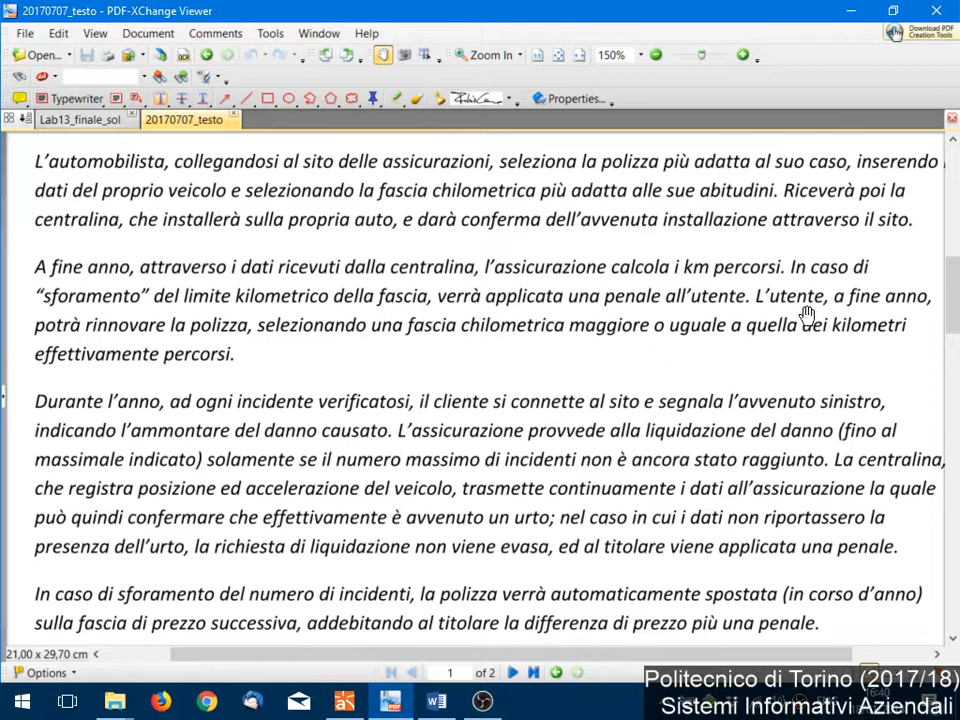 20170707_testo - PDF-XChange Viewer
File Edit View Document Comments Tools Window Help
Download PDF
Creation Tools
Open... Zoom In 150%
Typewriter Properties...
Lab13_finale_sol 20170707_testo
L’automobilista, collegandosi al sito delle assicurazioni, seleziona la polizza più adatta al suo caso, inserendo
dati del proprio veicolo e selezionando la fascia chilometrica più adatta alle sue abitudini. Riceverà poi la
centralina, che installerà sulla propria auto, e darà conferma dell’avvenuta installazione attraverso il sito.
A fine anno, attraverso i dati ricevuti dalla centralina, l’assicurazione calcola i km percorsi. In caso di
“sforamento” del limite kilometrico della fascia, verrà applicata una penale all’utente. L’utente, a fine anno,
potrà rinnovare la polizza, selezionando una fascia chilometrica maggiore o uguale a quella dei kilometri
effettivamente percorsi.
Durante l’anno, ad ogni incidente verificatosi, il cliente si connette al sito e segnala l’avvenuto sinistro,
indicando l’ammontare del danno causato. L’assicurazione provvede alla liquidazione del danno (fino al
massimale indicato) solamente se il numero massimo di incidenti non è ancora stato raggiunto. La centralina,
che registra posizione ed accelerazione del veicolo, trasmette continuamente i dati all’assicurazione la quale
può quindi confermare che effettivamente è avvenuto un urto; nel caso in cui i dati non riportassero la
presenza dell’urto, la richiesta di liquidazione non viene evasa, ed al titolare viene applicata una penale.
In caso di sforamento del numero di incidenti, la polizza verrà automaticamente spostata (in corso d’anno)
sulla fascia di prezzo successiva, addebitando al titolare la differenza di prezzo più una penale.
21,00 x 29,70 cm
Options 1 of 2
Politecnico di Torino (2017/18)
16:40
Sistemi Informativi Aziendali